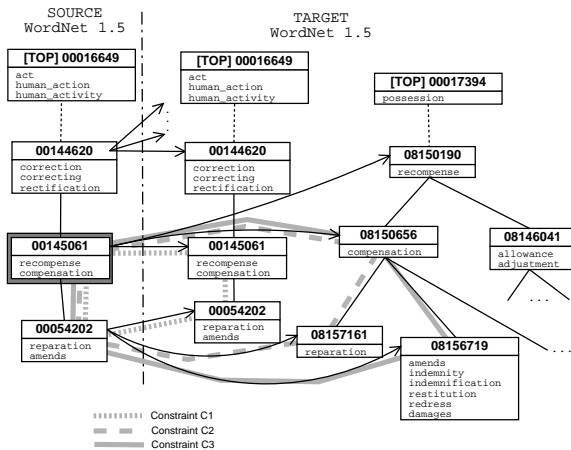 SOURCE
WordNet 1.5
TARGET
WordNet 1.5
[TOP] 00016649
act
human_action
human_activity
[TOP] 00016649
act
human_action
human_activity
[TOP] 00017394
possession
00144620
correction
correcting
rectification
00144620
correction
correcting
rectification
08150190
recompense
00145061
recompense
compensation
00145061
recompense
compensation
08150656
compensation
08146041
allowance
adjustment
00054202
reparation
amends
00054202
reparation
amends
08157161
reparation
08156719
amends
indemnity
indemnification
restitution
redress
damages
...
...
Constraint C1
Constraint C2
Constraint C3